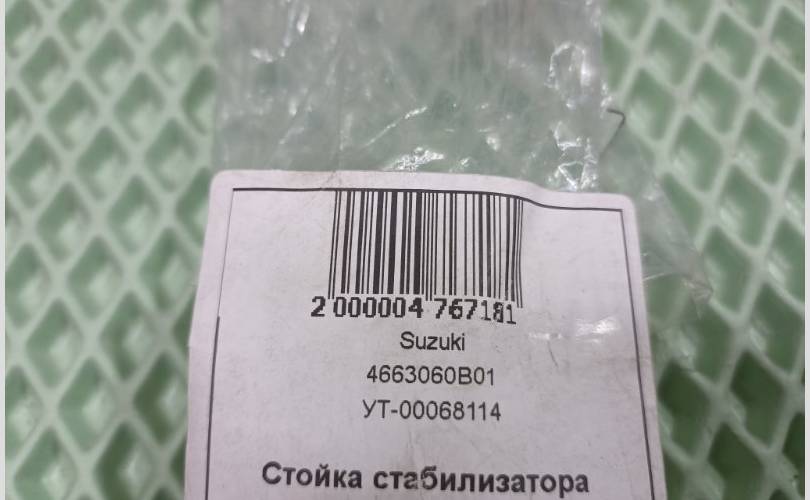 2 000004 767181
Suzuki
4663060B01
УТ-00068114
Стойка стабилизатора